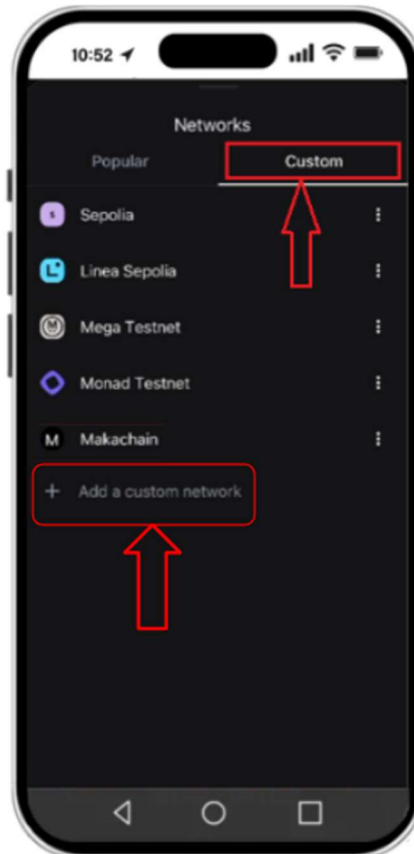 10:52
Networks
Popular Custom
s Sepolia
L Linea Sepolia
M Mega Testnet
Monad Testnet
M Makachain
+ Add a custom network